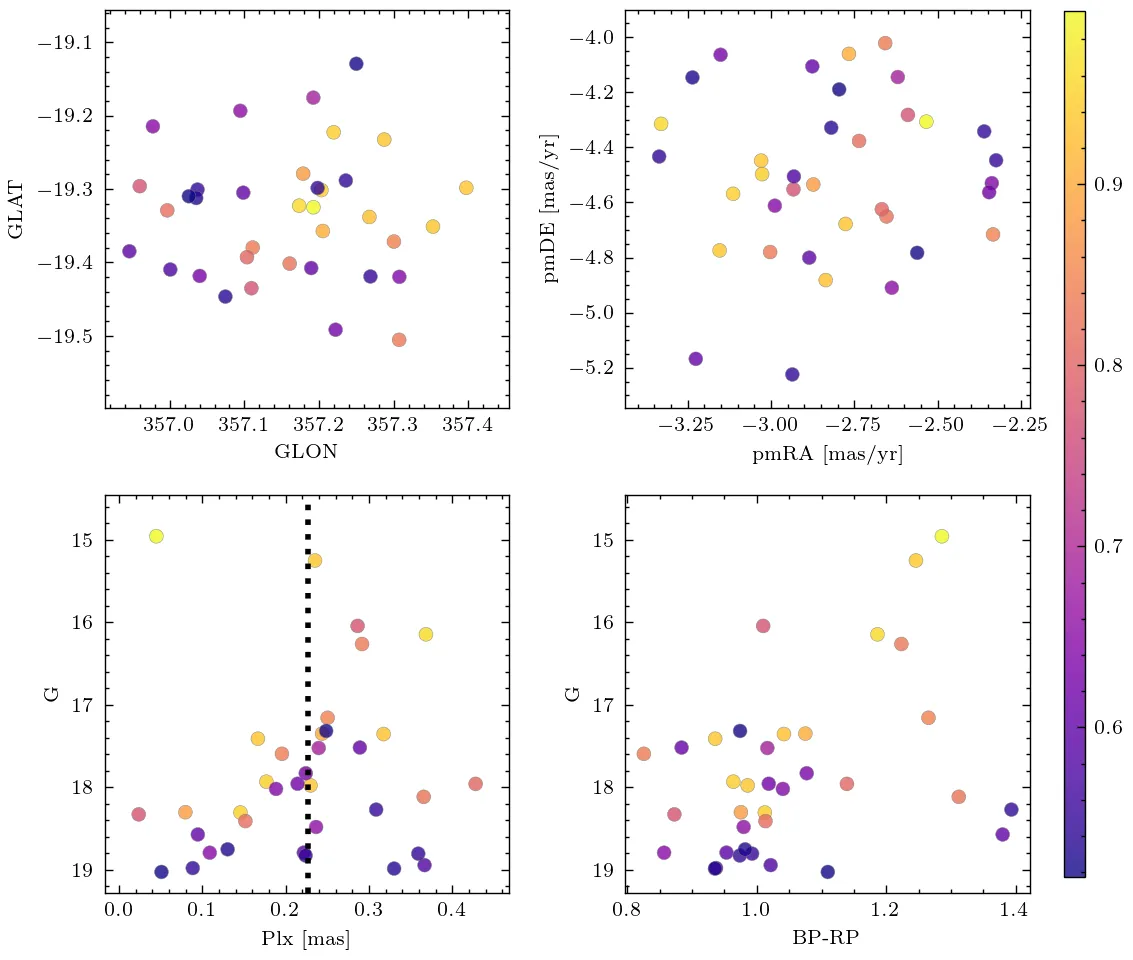 −19.1
−19.2
−19.3
−19.4
−19.5
GLAT
357.0 357.1 357.2 357.3 357.4
GLON
−4.0
−4.2
−4.4
−4.6
−4.8
−5.0
−5.2
pmDE [mas/yr]
−3.25 −3.00 −2.75 −2.50 −2.25
pmRA [mas/yr]
15
16
17
18
19
G
0.0 0.1 0.2 0.3 0.4
Plx [mas]
15
16
17
18
19
G
0.8 1.0 1.2 1.4
BP-RP
0.9
0.8
0.7
0.6